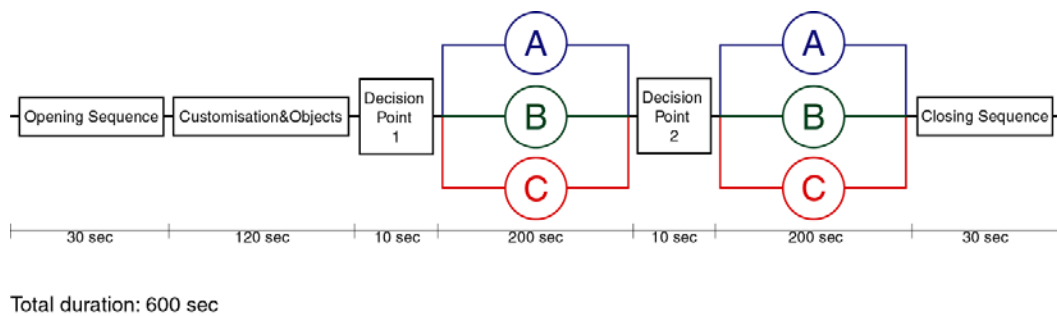 A
A
Decision
Point
1
Decision
Point
2
Opening Sequence
Customisation&Objects
B
B
Closing Sequence
C
C
30 sec
120 sec
10 sec
200 sec
10 sec
200 sec
30 sec
Total duration: 600 sec